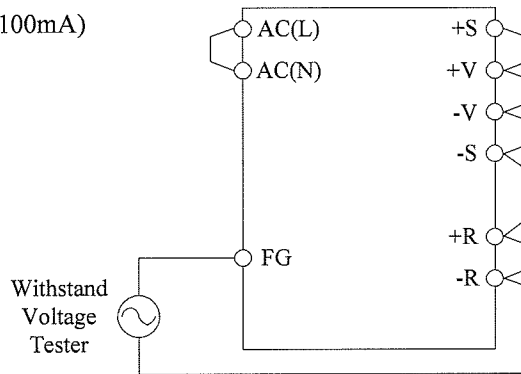 100mA)
AC(L)
AC(N)
FG
+S
+V
-V
-S
+R
-R
Withstand
Voltage
Tester